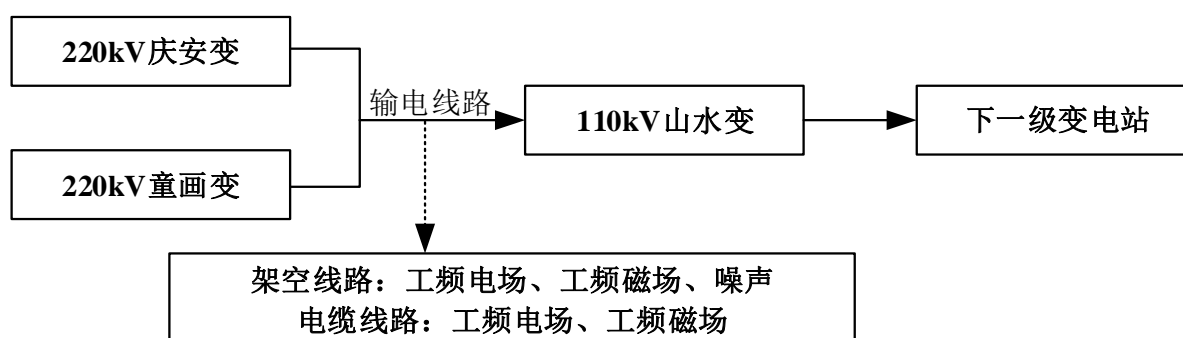 220kV庆安变
输电线路
110kV山水变
下一级变电站
220kV童画变
架空线路：工频电场、工频磁场、噪声
电缆线路：工频电场、工频磁场